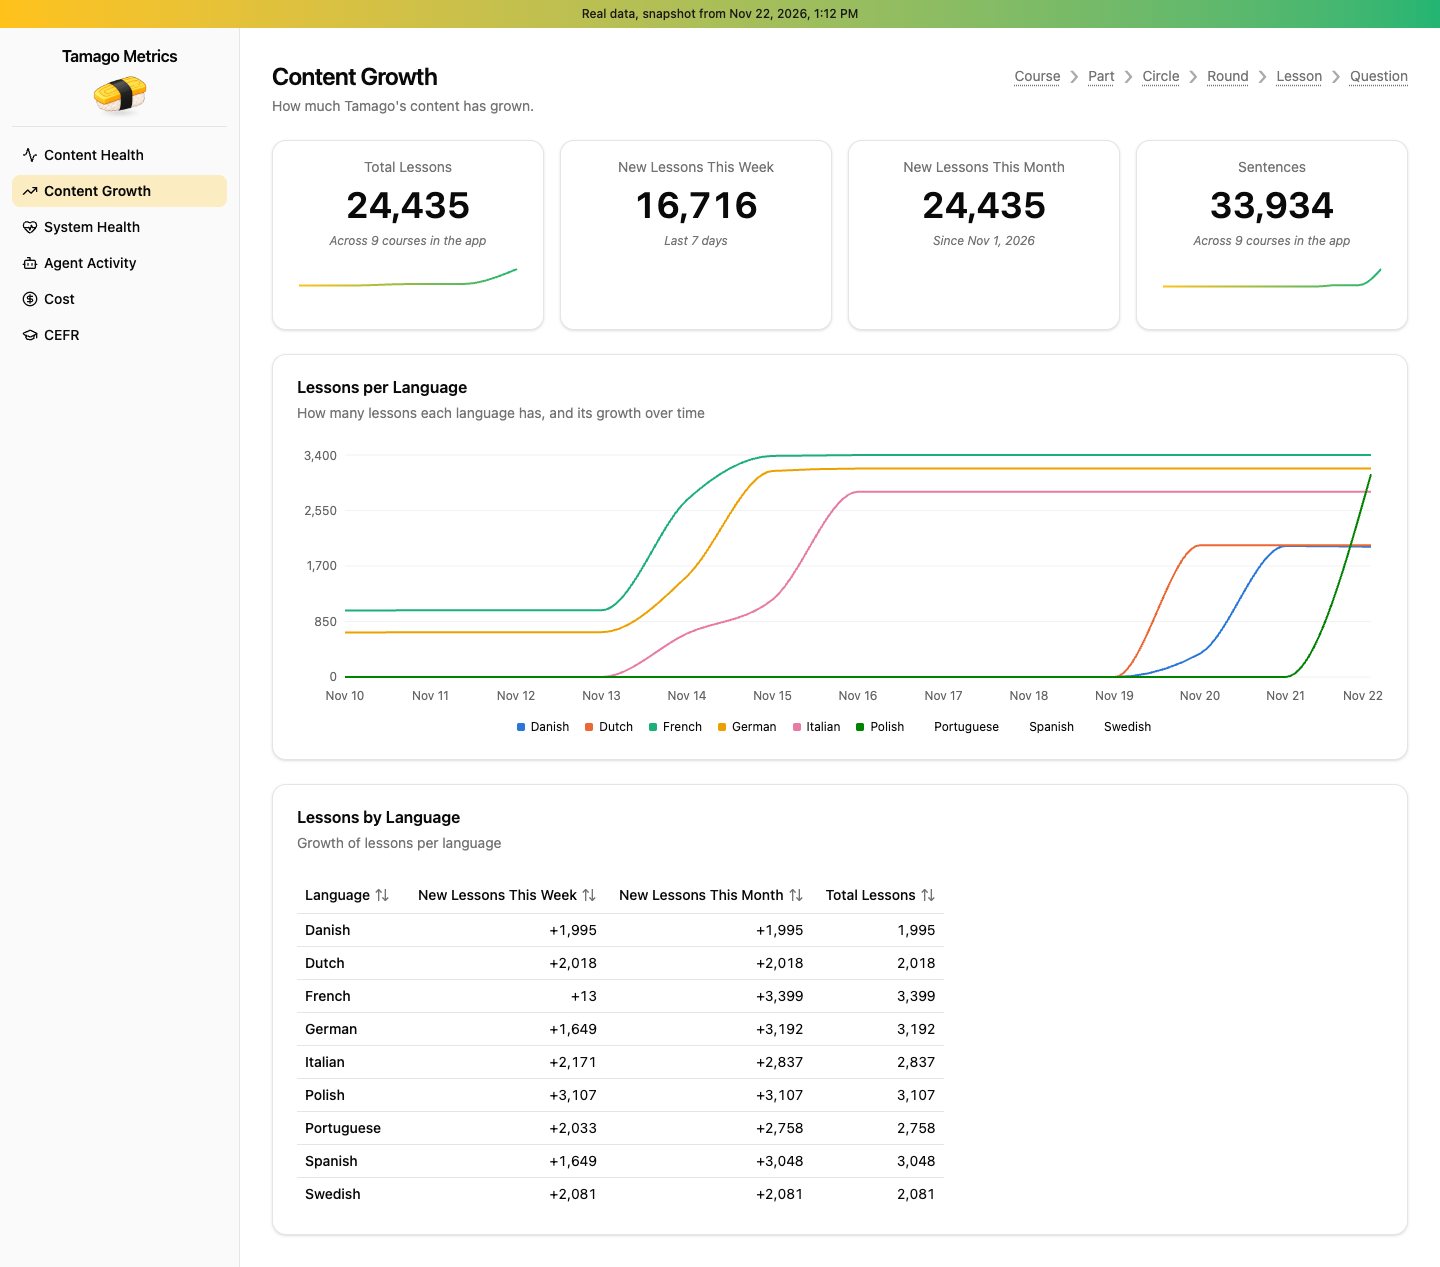 Real data, snapshot from Nov 22, 2026, 1:12 PM
Tamago Metrics
Content Health
Content Growth
System Health
Agent Activity
Cost
CEFR
Content Growth
How much Tamago's content has grown.
Course Part Circle Round Lesson Question
Total Lessons
24,435
Across 9 courses in the app
New Lessons This Week
16,716
Last 7 days
New Lessons This Month
24,435
Since Nov 1, 2026
Sentences
33,934
Across 9 courses in the app
Lessons per Language
How many lessons each language has, and its growth over time
3,400
2,550
1,700
850
0
Nov 10 Nov 11 Nov 12 Nov 13 Nov 14 Nov 15 Nov 16 Nov 17 Nov 18 Nov 19 Nov 20 Nov 21 Nov 22
Danish Dutch French German Italian Polish Portuguese Spanish Swedish
Lessons by Language
Growth of lessons per language
Language New Lessons This Week New Lessons This Month Total Lessons
Danish +1,995 +1,995 1,995
Dutch +2,018 +2,018 2,018
French +13 +3,399 3,399
German +1,649 +3,192 3,192
Italian +2,171 +2,837 2,837
Polish +3,107 +3,107 3,107
Portuguese +2,033 +2,758 2,758
Spanish +1,649 +3,048 3,048
Swedish +2,081 +2,081 2,081